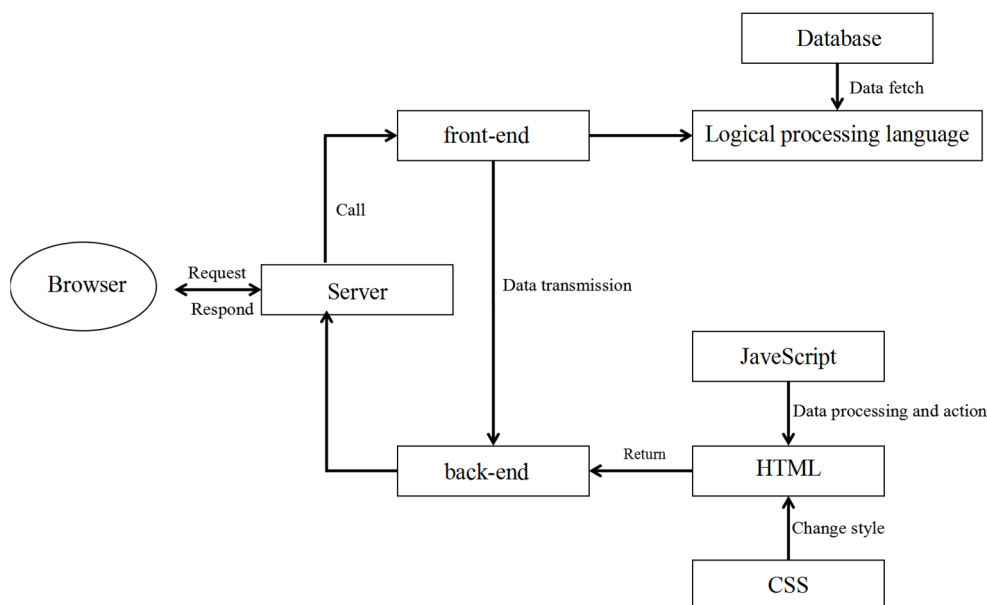 Database
Data fetch
front-end
Logical processing language
Call
Request
Browser
Server
Respond
Data transmission
JaveScript
Data processing and action
Return
HTML
back-end
Change style
CSS